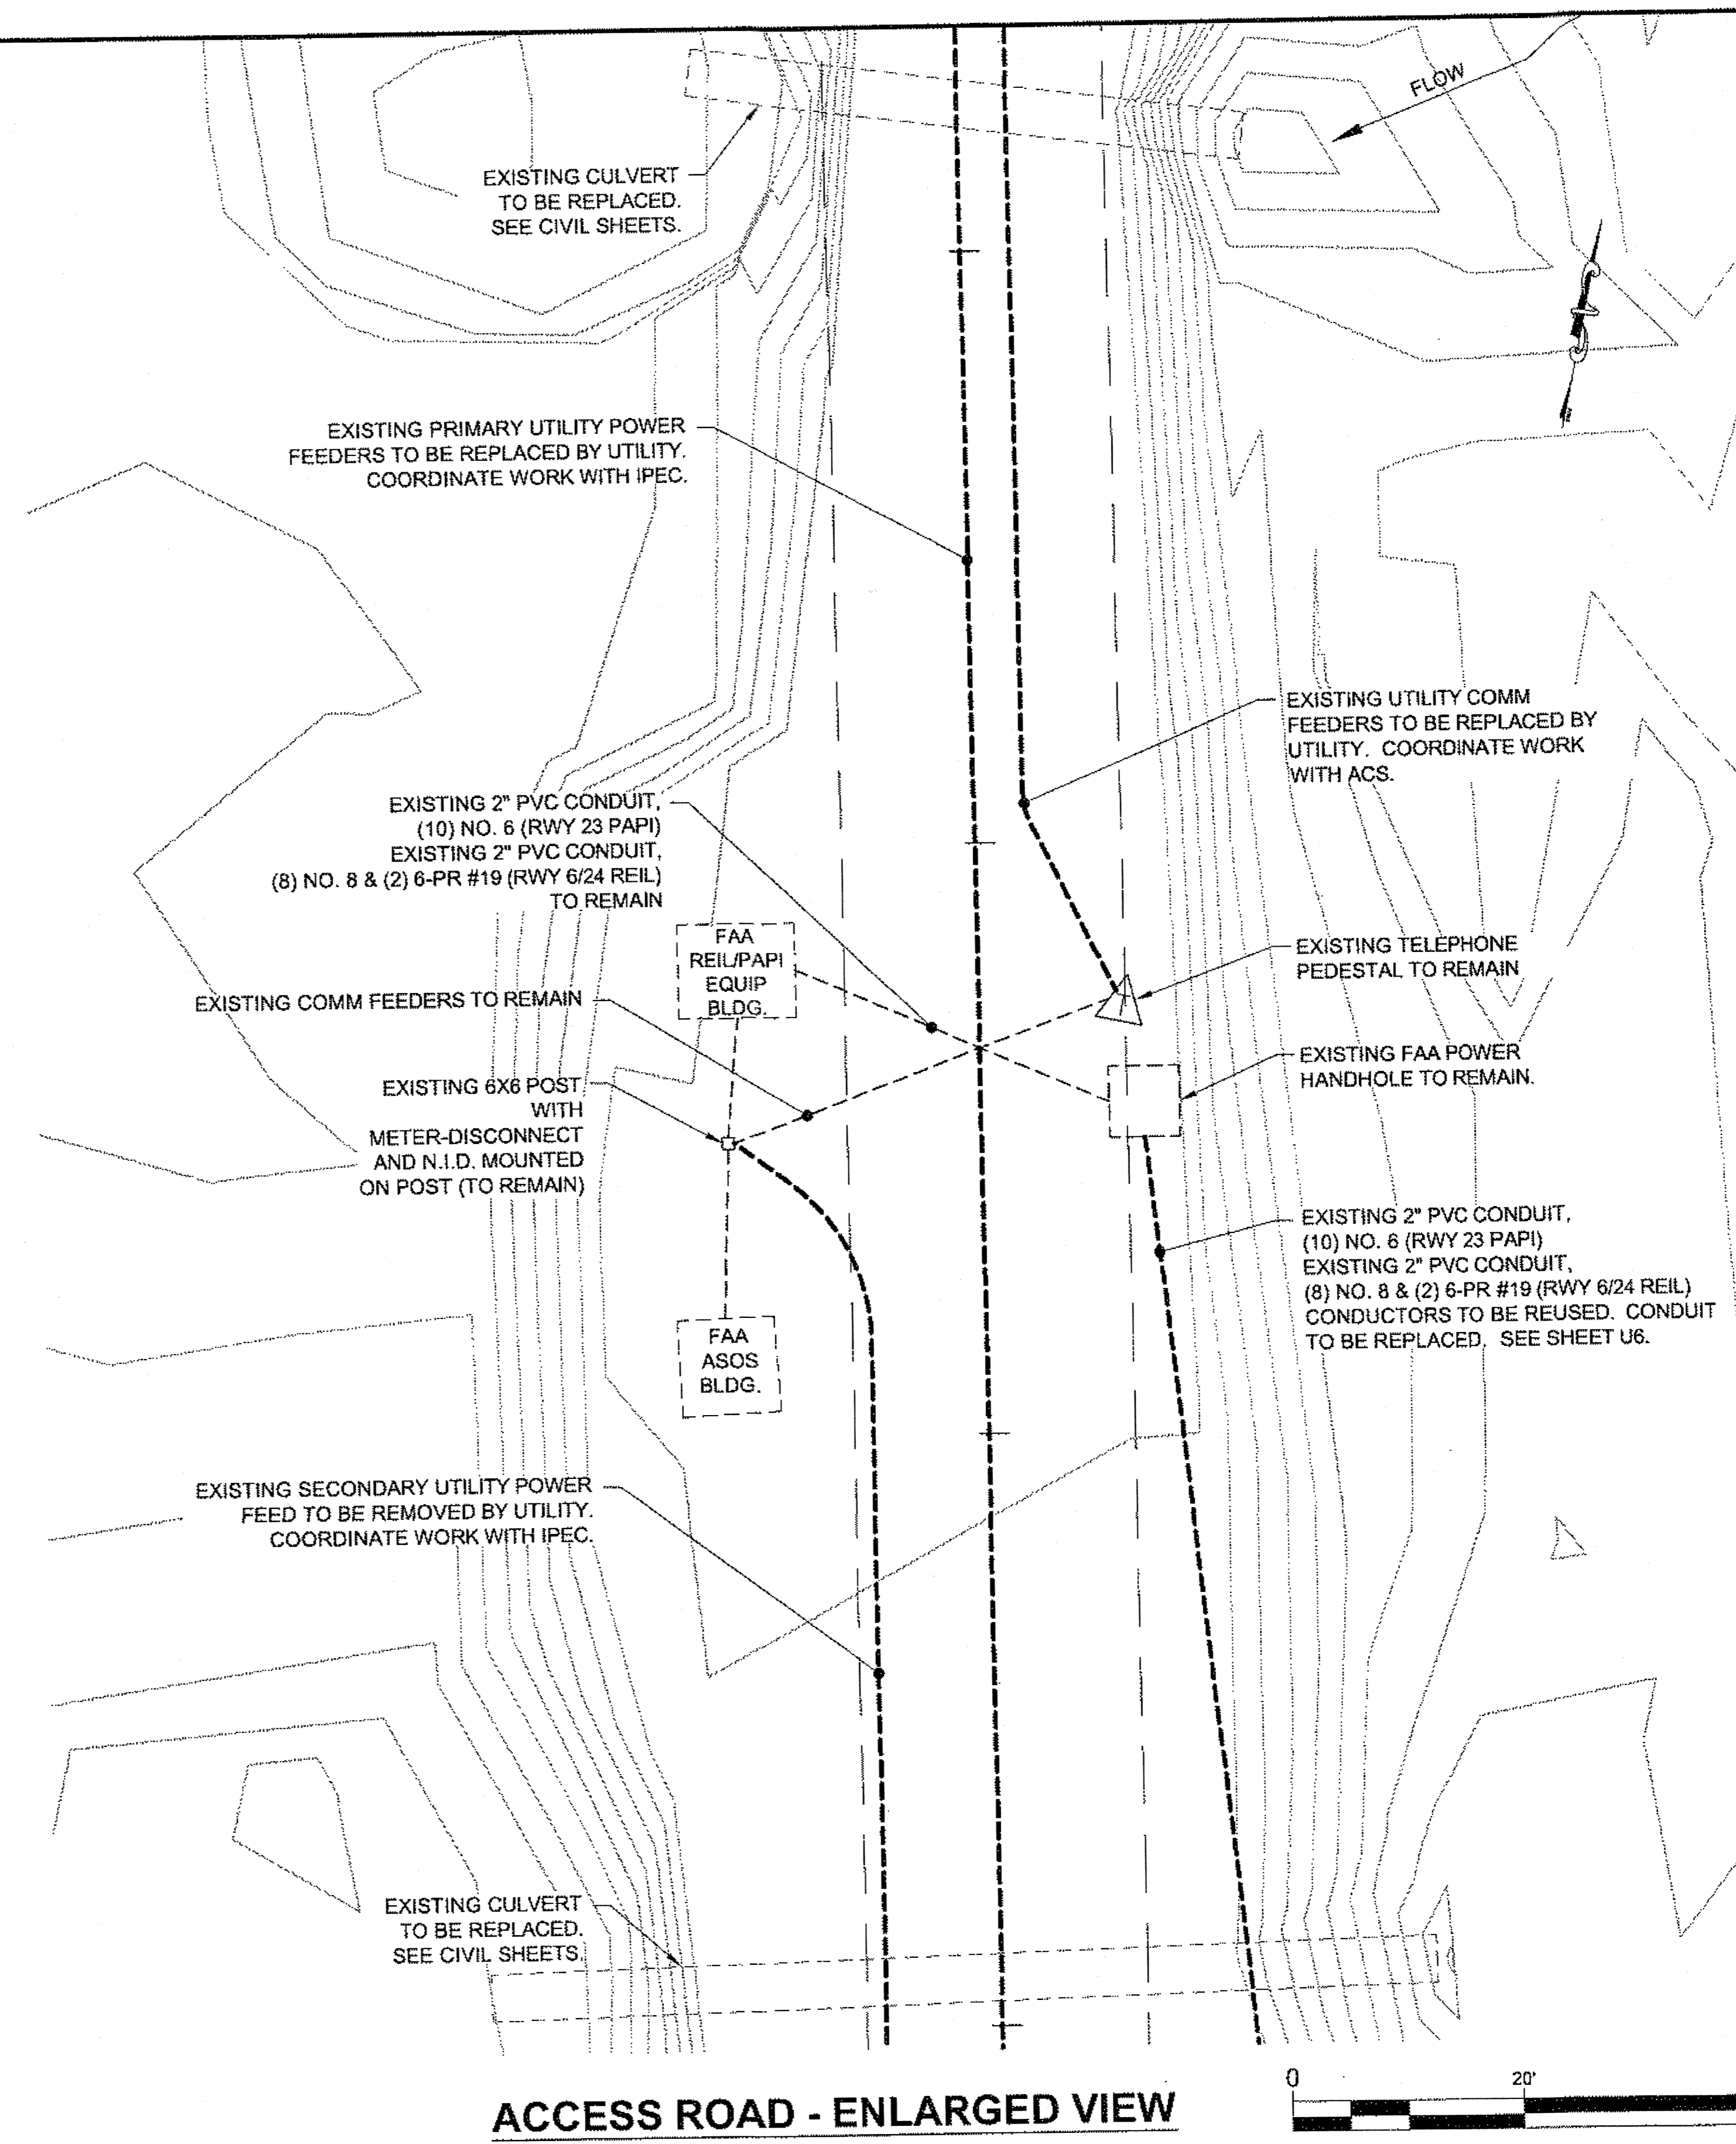 FLOW
EXISTING CULVERT
TO BE REPLACED.
SEE CIVIL SHEETS.
EXISTING PRIMARY UTILITY POWER
FEEDERS TO BE REPLACED BY UTILITY.
COORDINATE WORK WITH IPEC.
EXISTING UTILITY COMM
FEEDERS TO BE REPLACED BY
UTILITY. COORDINATE WORK
WITH ACS.
EXISTING 2" PVC CONDUIT,
(10) NO. 6 (RWY 23 PAPI)
EXISTING 2" PVC CONDUIT,
(8) NO. 8 & (2) 6-PR #19 (RWY 6/24 REIL)
TO REMAIN
FAA
REIL/PAPI
EQUIP
BLDG.
EXISTING TELEPHONE
PEDESTAL TO REMAIN
EXISTING COMM FEEDERS TO REMAIN
EXISTING FAA POWER
HANDHOLE TO REMAIN.
EXISTING 6X6 POST
WITH
METER-DISCONNECT
AND N.I.D. MOUNTED
ON POST (TO REMAIN)
EXISTING 2" PVC CONDUIT,
(10) NO. 6 (RWY 23 PAPI)
EXISTING 2" PVC CONDUIT,
(8) NO. 8 & (2) 6-PR #19 (RWY 6/24 REIL)
CONDUCTORS TO BE REUSED. CONDUIT
TO BE REPLACED. SEE SHEET U6.
FAA
ASOS
BLDG.
EXISTING SECONDARY UTILITY POWER
FEED TO BE REMOVED BY UTILITY.
COORDINATE WORK WITH IPEC.
EXISTING CULVERT
TO BE REPLACED.
SEE CIVIL SHEETS.
ACCESS ROAD - ENLARGED VIEW
0 20'